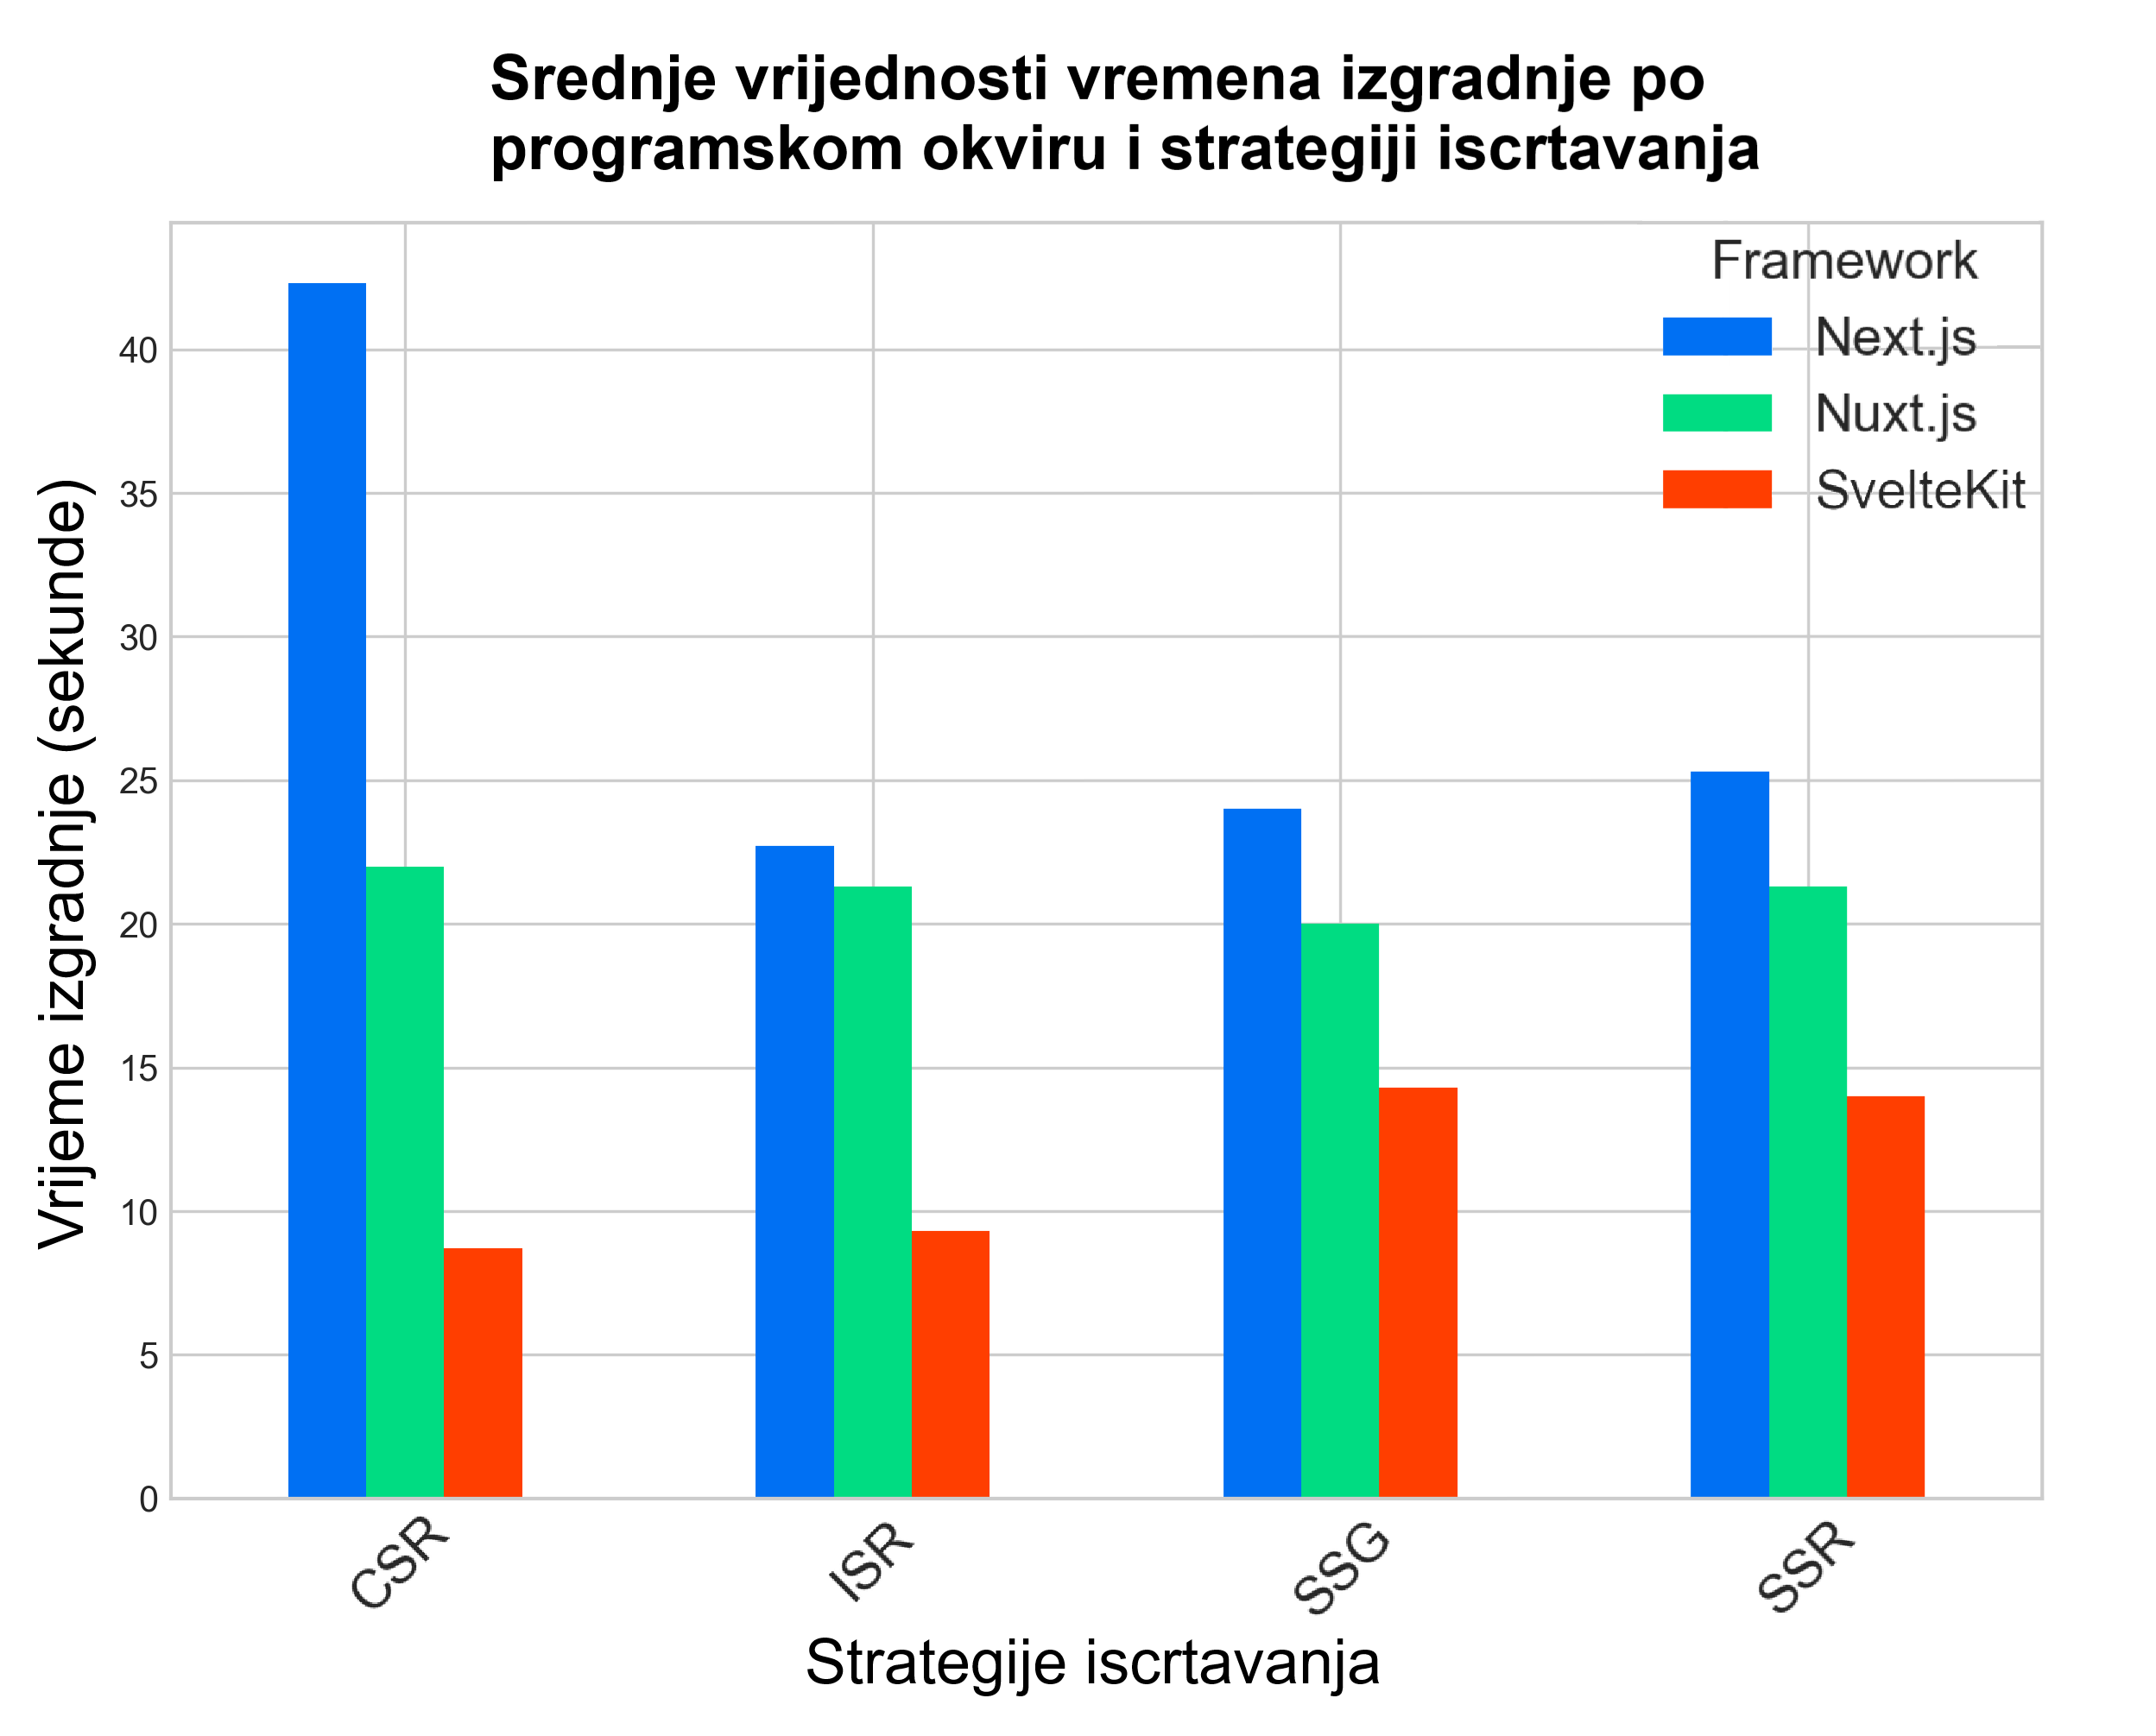 Srednje vrijednosti vremena izgradnje po
progrmskom okviru i strategiji iscrtavanja
Framework
Next.js
Nuxt.js
SvelteKit
Vrijeme izgradnje (sekunde)
40
35
30
25
20
15
10
5
0
CSR
ISR
SSG
SSR
Strategije iscrtavanja